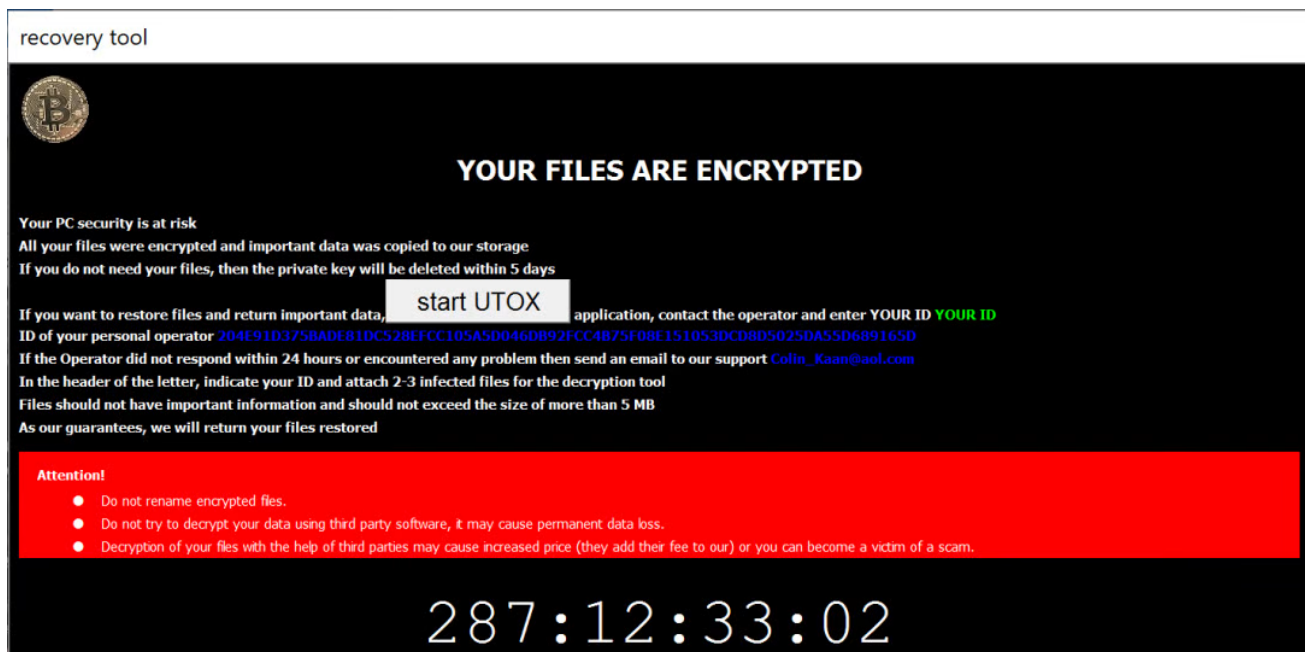 recovery tool
YOUR FILES ARE ENCRYPTED
Your PC security is at risk
All your files were encrypted and important data was copied to our storage
If you do not need your files, then the private key will be deleted within 5 days
If you want to restore files and return important data, start UTOX application, contact the operator and enter YOUR ID YOUR ID
ID of your personal operator 204E91D375BADE81DC528EFCC105A5D046DB92FCC4B75F08E151053DCD8D5025DA55D689165D
If the Operator did not respond within 24 hours or encountered any problem then send an email to our support Colin_Kaan@aol.com
In the header of the letter, indicate your ID and attach 2-3 infected files for the decryption tool
Files should not have important information and should not exceed the size of more than 5 MB
As our guarantees, we will return your files restored
Attention!
Do not rename encrypted files.
Do not try to decrypt your data using third party software, it may cause permanent data loss.
Decryption of your files with the help of third parties may cause increased price (they add their fee to our) or you can become a victim of a scam.
287:12:33:02